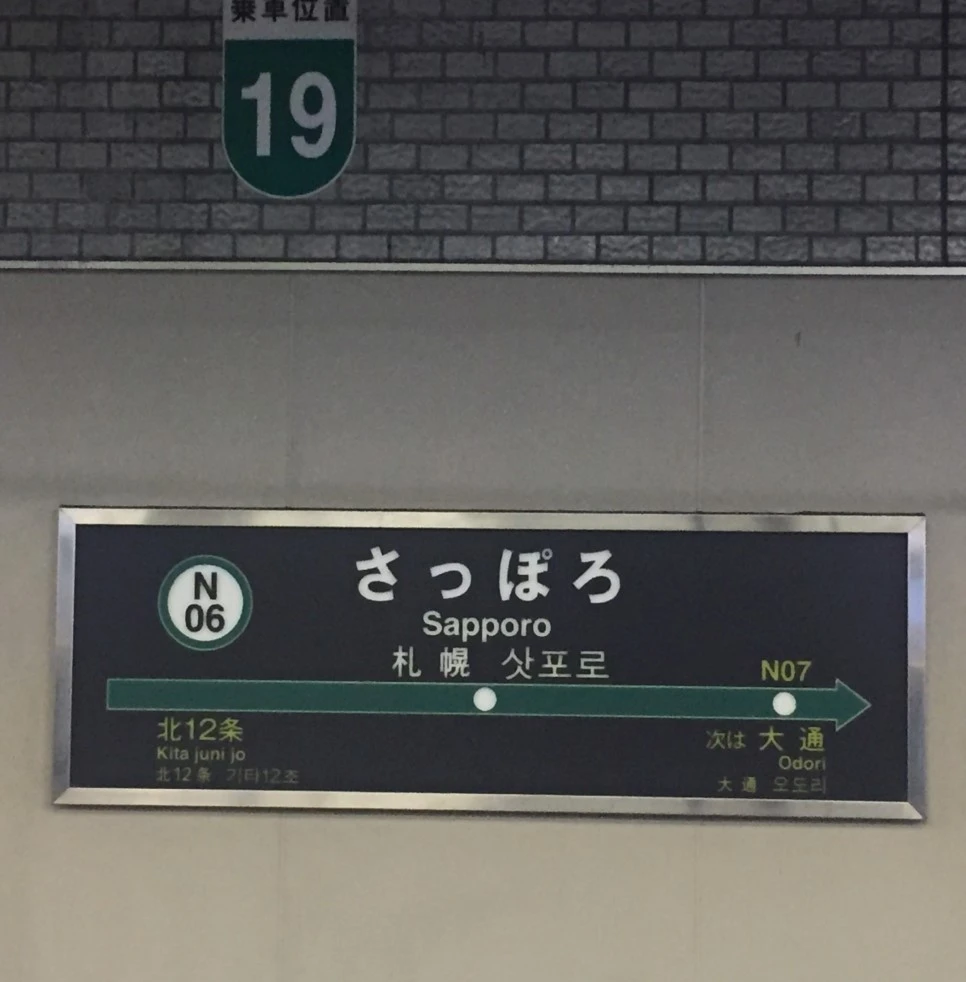 乗車位置
19
N
06
さっぽろ
Sapporo
札幌 삿포로
N07
北12条
Kita juni jo
北12条 기타12조
次は 大通
Odori
大通 오도리